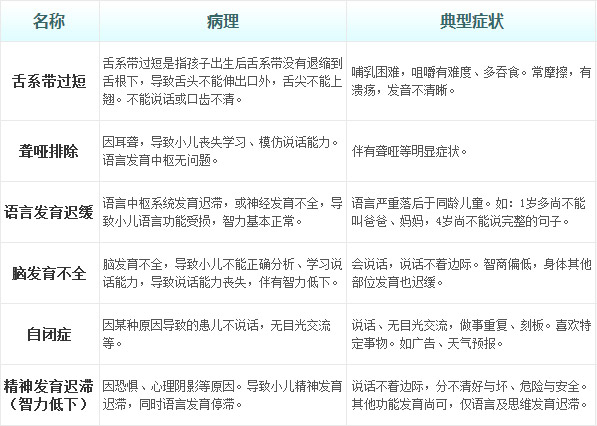 名称 病理 典型症状
舌系带过短
舌系带过短是指孩子出生后舌系带没有退缩到
舌根下，导致舌头不能伸出口外，舌尖不能上
翘。不能说话或口齿不清。
哺乳困难，咀嚼有难度、多吞食。常摩擦，有
溃疡，发音不清晰。
聋哑排除
因耳聋，导致小儿丧失学习、模仿说话能力。
语言发育中枢无问题。
伴有聋哑等明显症状。
语言发育迟缓
语言中枢系统发育迟滞，或神经发育不全，导
致小儿语言功能受损，智力基本正常。
语言严重落后于同龄儿童。如：1岁多尚不能
叫爸爸、妈妈，4岁尚不能说完整的句子。
脑发育不全
脑发育不全，导致小儿不能正确分析、学习说
话能力，导致说话能力丧失，伴有智力低下。
会说话，说话不着边际。智商偏低，身体其他
部位发育也迟缓。
自闭症
因某种原因导致的患儿不说话，无目光交流
等。
说话、无目光交流，做事重复、刻板。喜欢特
定事物。如广告、天气预报。
精神发育迟滞
（智力低下）
因恐惧、心理阴影等原因。导致小儿精神发育
迟滞，同时语言发育停滞。
说话不着边际，分不清好与坏、危险与安全。
其他功能发育尚可，仅语言及思维发育迟滞。